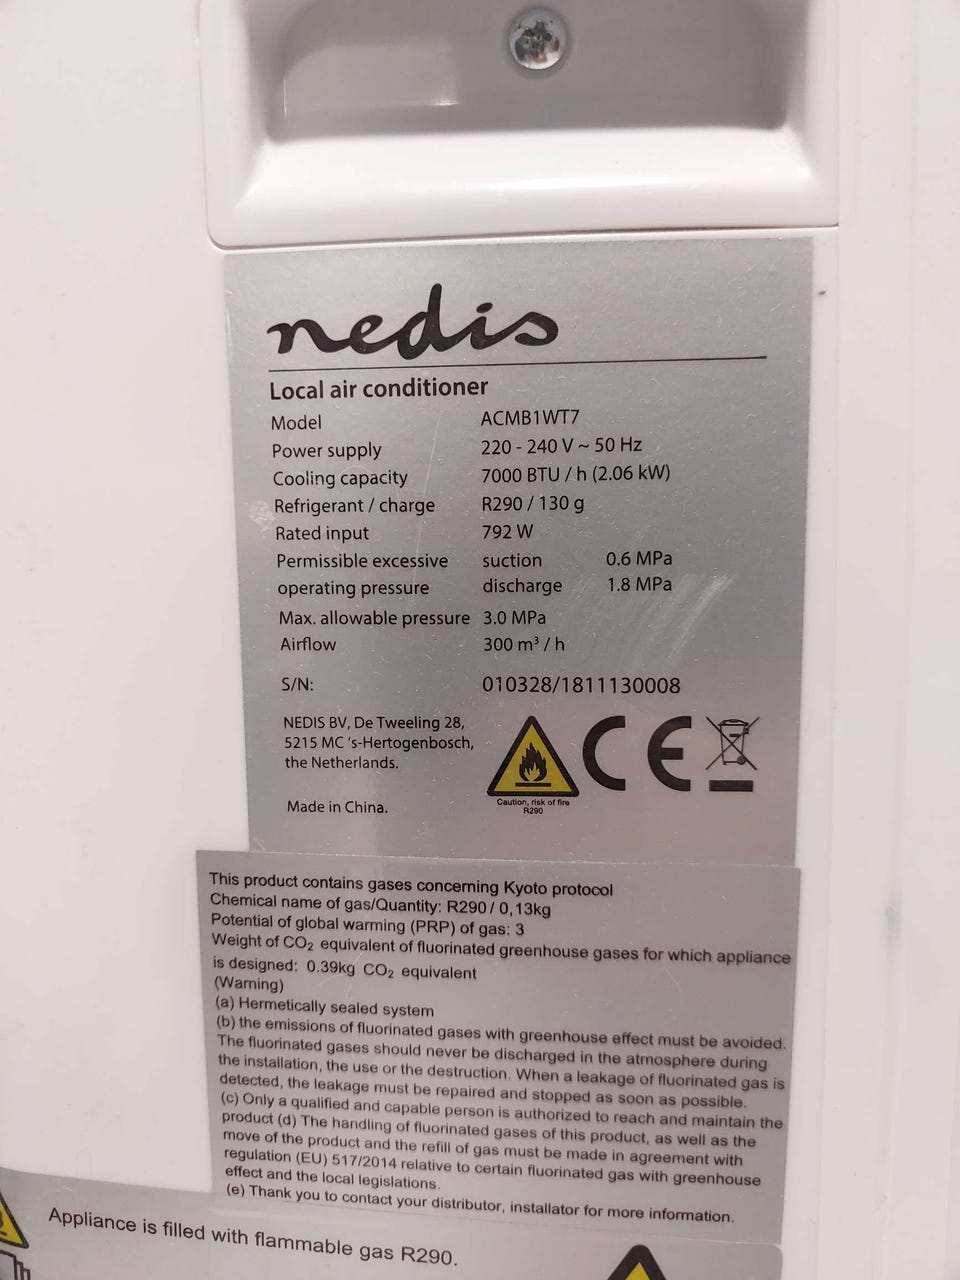 nedis
Local air conditioner
Model ACMB1WT7
Power supply 220 - 240 V ~ 50 Hz
Cooling capacity 7000 BTU / h (2.06 kW)
Refrigerant / charge R290 / 130 g
Rated input 792 W
Permissible excessive suction 0.6 MPa
operating pressure discharge 1.8 MPa
Max. allowable pressure 3.0 MPa
Airflow 300 m³ / h
S/N: 010328/1811130008
NEDIS BV, De Tweeling 28,
5215 MC 's-Hertogenbosch,
the Netherlands.
CE
Caution, risk of fire
R290
Made in China.
This product contains gases concerning Kyoto protocol
Chemical name of gas/Quantity: R290 / 0,13kg
Potential of global warming (PRP) of gas: 3
Weight of CO₂ equivalent of fluorinated greenhouse gases for which appliance
is designed: 0.39kg CO₂ equivalent
(Warning)
(a) Hermetically sealed system
(b) the emissions of fluorinated gases with greenhouse effect must be avoided.
The fluorinated gases should never be discharged in the atmosphere during
the installation, the use or the destruction. When a leakage of fluorinated gas is
detected, the leakage must be repaired and stopped as soon as possible.
(c) Only a qualified and capable person is authorized to reach and maintain the
product (d) The handling of fluorinated gases of this product, as well as the
move of the product and the refill of gas must be made in agreement with
regulation (EU) 517/2014 relative to certain fluorinated gas with greenhouse
effect and the local legislations.
(e) Thank you to contact your distributor, installator for more information.
Appliance is filled with flammable gas R290.